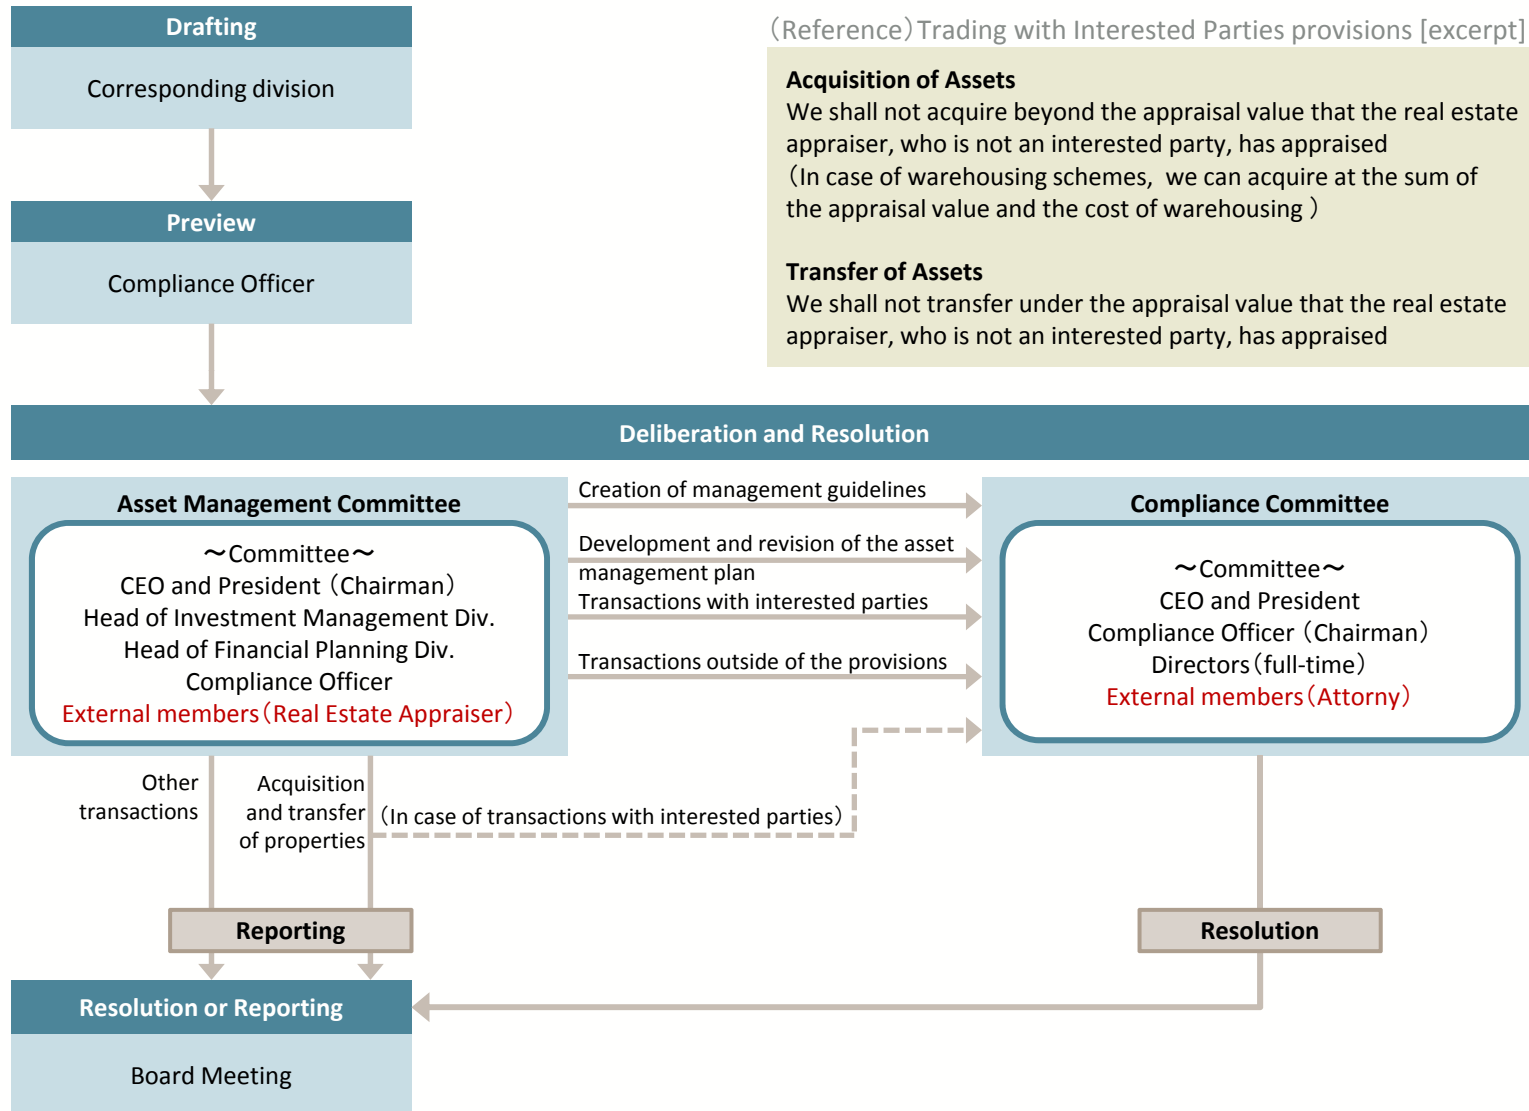 Drafting
Corresponding division
Preview
Compliance Officer
（Reference）Trading with Interested Parties provisions [excerpt]
Acquisition of Assets
We shall not acquire beyond the appraisal value that the real estate
appraiser, who is not an interested party, has appraised
（In case of warehousing schemes, we can acquire at the sum of
the appraisal value and the cost of warehousing ）
Transfer of Assets
We shall not transfer under the appraisal value that the real estate
appraiser, who is not an interested party, has appraised
Deliberation and Resolution
Asset Management Committee
～Committee～
CEO and President （Chairman）
Head of Investment Management Div.
Head of Financial Planning Div.
Compliance Officer
External members（Real Estate Appraiser）
Creation of management guidelines
Development and revision of the asset
management plan
Transactions with interested parties
Transactions outside of the provisions
Compliance Committee
～Committee～
CEO and President
Compliance Officer （Chairman）
Directors（full-time）
External members（Attorny）
Other
transactions
Acquisition
and transfer
of properties
（In case of transactions with interested parties）
Reporting
Resolution
Resolution or Reporting
Board Meeting